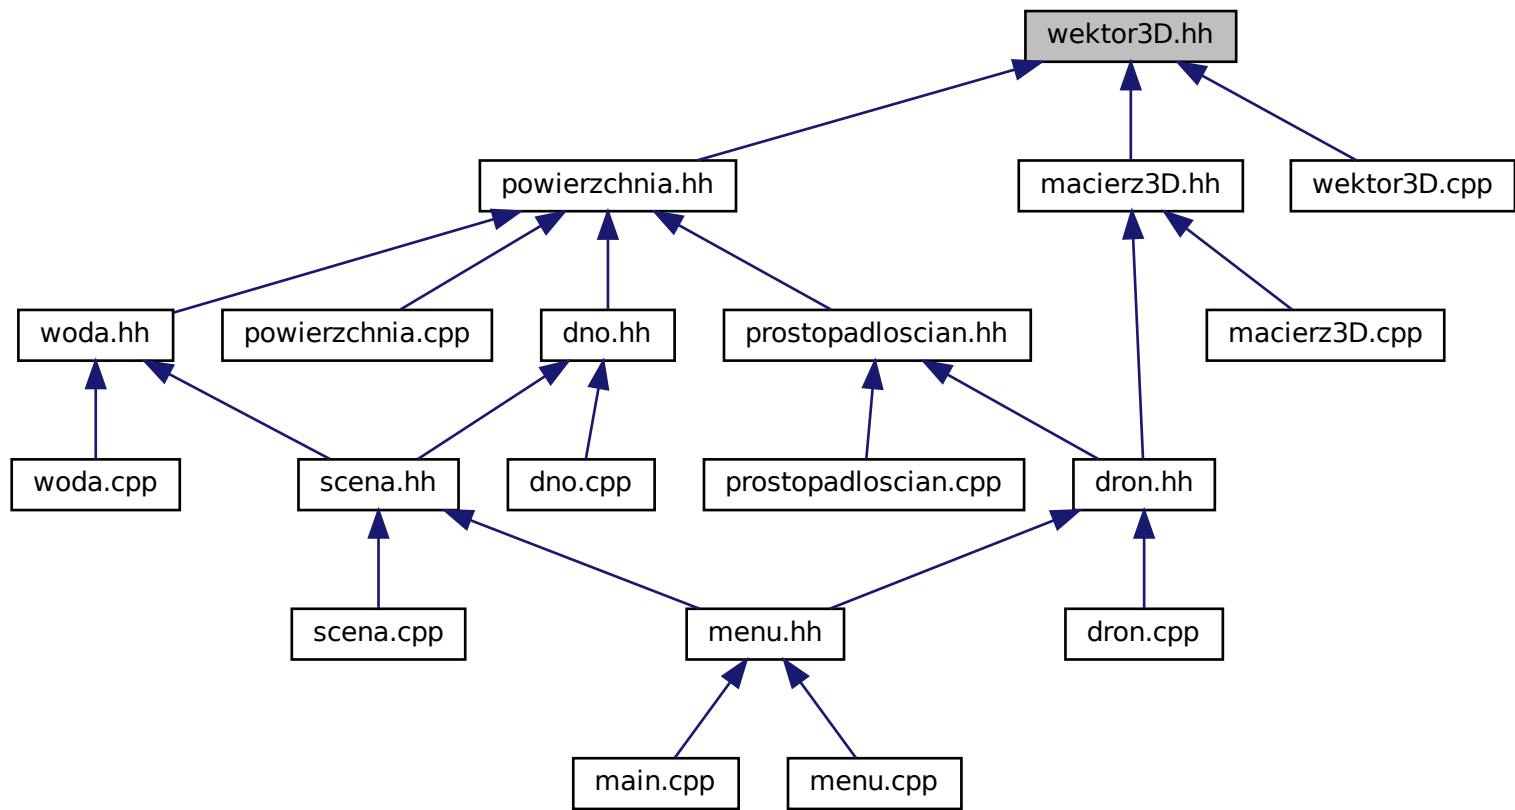 wektor3D.hh
powierzchnia.hh
macierz3D.hh
wektor3D.cpp
woda.hh
powierzchnia.cpp
dno.hh
prostopadloscian.hh
macierz3D.cpp
woda.cpp
scena.hh
dno.cpp
prostopadloscian.cpp
dron.hh
scena.cpp
menu.hh
dron.cpp
main.cpp
menu.cpp